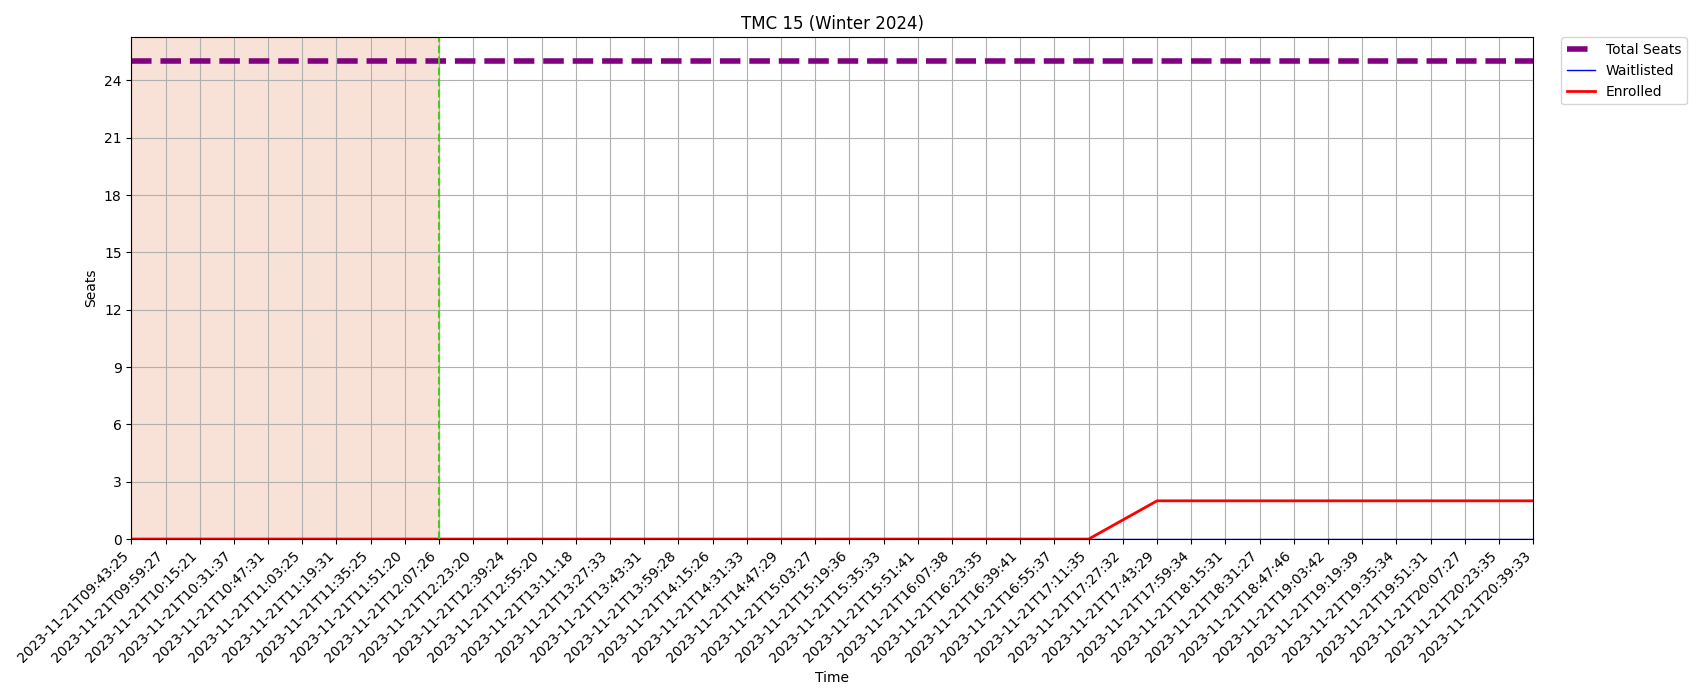 TMC 15 (Winter 2024)
Total Seats
Waitlisted
Enrolled
Seats
24
21
18
15
12
9
6
3
0
2023-11-21T09:43:25
2023-11-21T09:59:27
2023-11-21T10:15:21
2023-11-21T10:31:37
2023-11-21T10:47:31
2023-11-21T11:03:25
2023-11-21T11:19:31
2023-11-21T11:35:25
2023-11-21T11:51:20
2023-11-21T12:07:26
2023-11-21T12:23:20
2023-11-21T12:39:24
2023-11-21T12:55:20
2023-11-21T13:11:18
2023-11-21T13:27:33
2023-11-21T13:43:31
2023-11-21T13:59:28
2023-11-21T14:15:26
2023-11-21T14:31:33
2023-11-21T14:47:29
2023-11-21T15:03:27
2023-11-21T15:19:36
2023-11-21T15:35:33
2023-11-21T15:51:41
2023-11-21T16:07:38
2023-11-21T16:23:35
2023-11-21T16:39:41
2023-11-21T16:55:37
2023-11-21T17:11:35
2023-11-21T17:27:32
2023-11-21T17:43:29
2023-11-21T17:59:34
2023-11-21T18:15:31
2023-11-21T18:31:27
2023-11-21T18:47:46
2023-11-21T19:03:42
2023-11-21T19:19:39
2023-11-21T19:35:34
2023-11-21T19:51:31
2023-11-21T20:07:27
2023-11-21T20:23:35
2023-11-21T20:39:33
Time